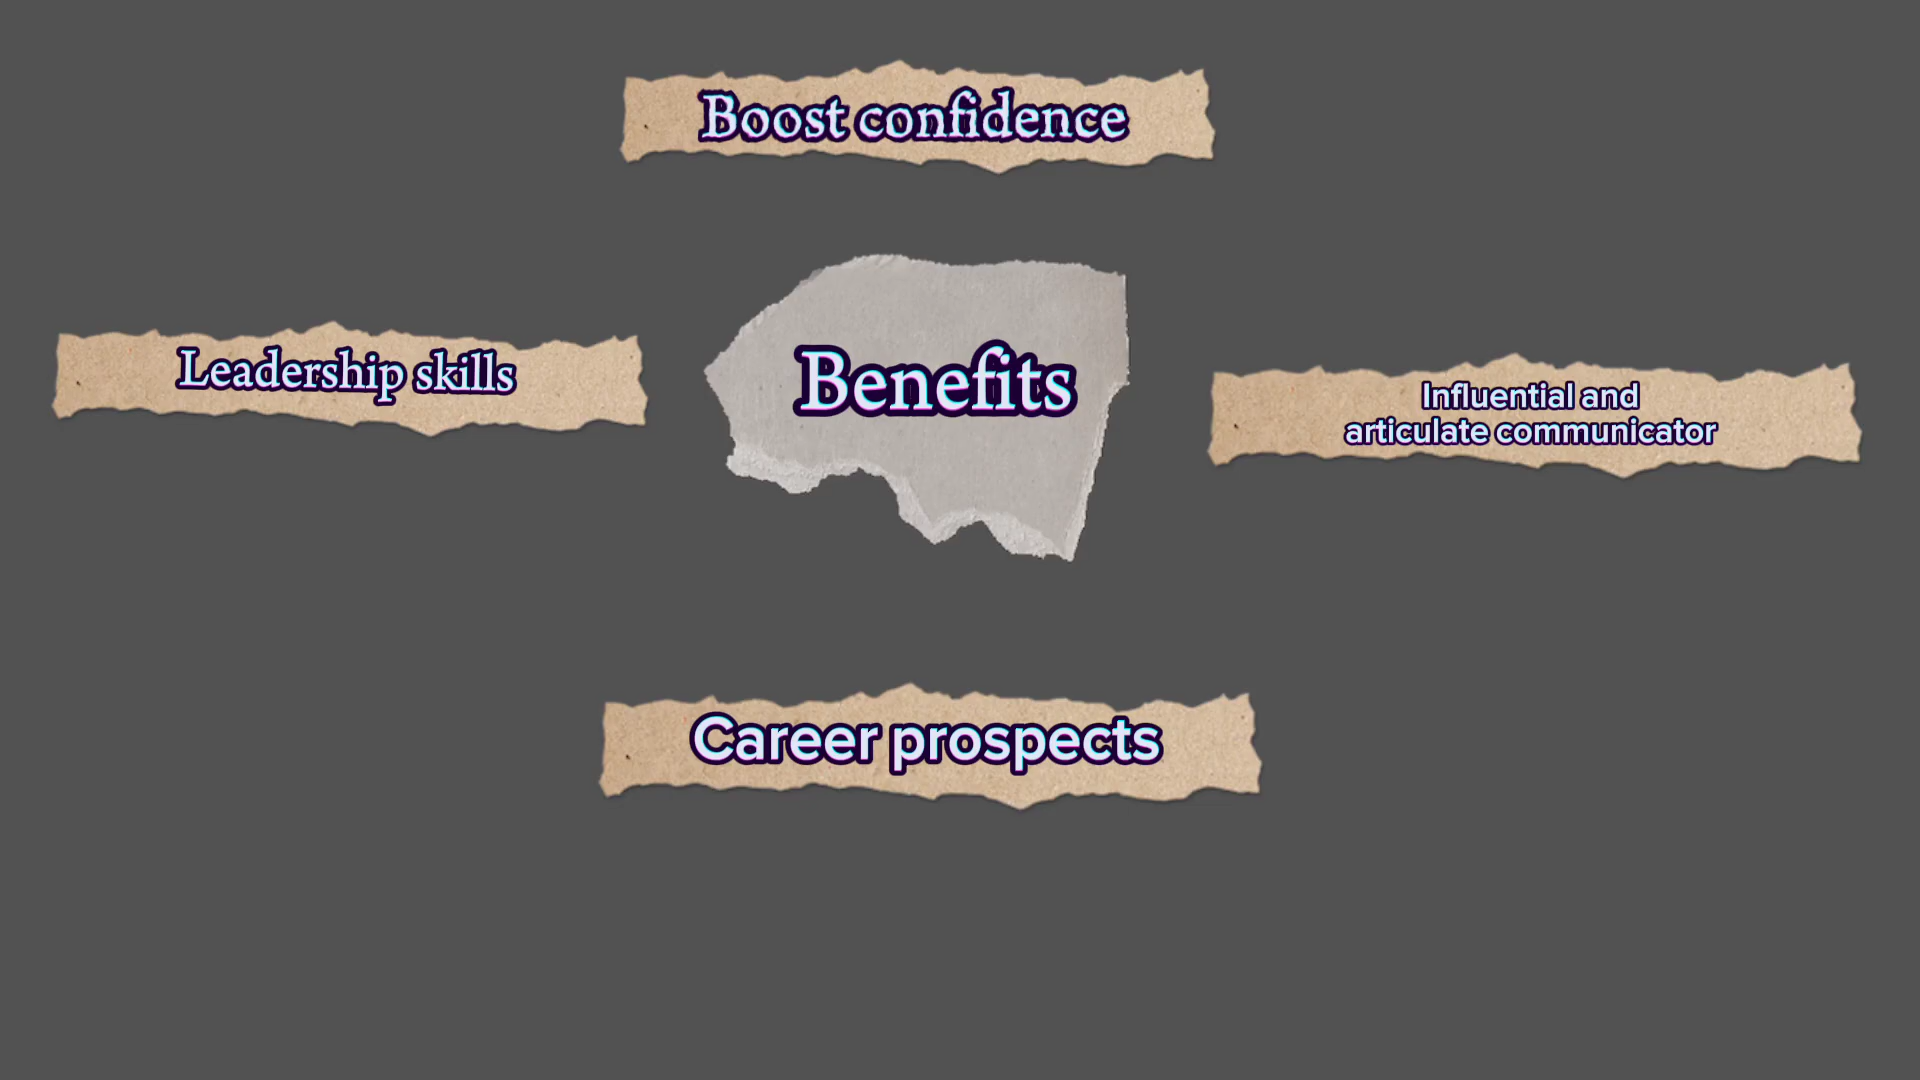 Boost confidence
Leadership skills
Benefits
Influential and
articulate communicator
Career prospects